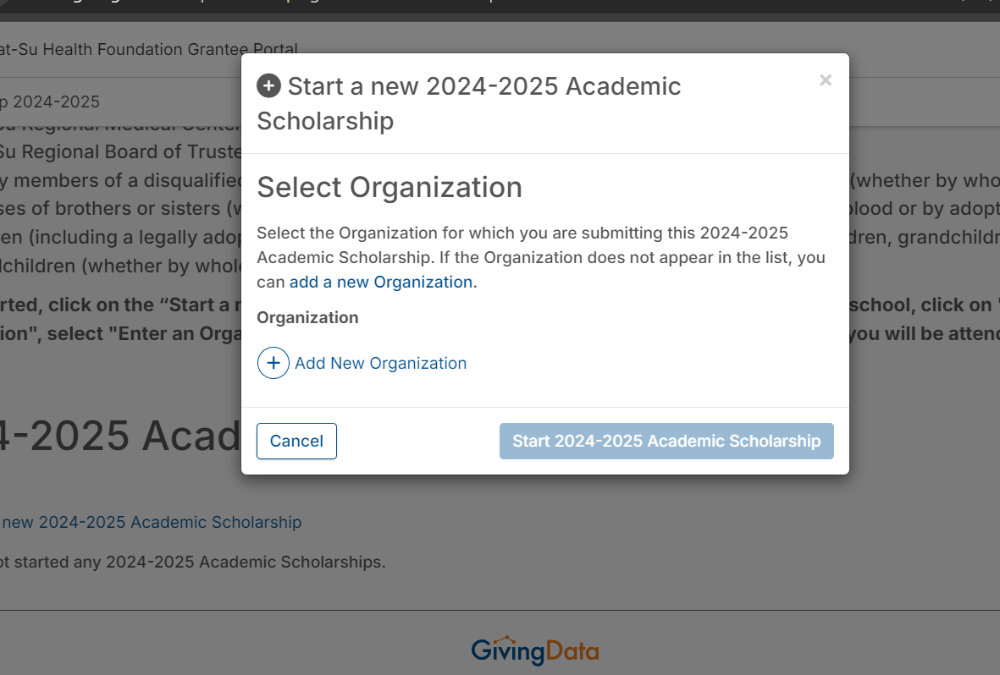 at-Su Health Foundation Grantee Portal
p 2024-2025
Su Regional Medical Center
Su Regional Board of Truste
y members of a disqualified (whether by who
ses of brothers or sisters (w blood or by adopt
en (including a legally adop dren, grandchildr
dchildren (whether by whole
rted, click on the “Start a n school, click on "
ion", select "Enter an Orga you will be attend
Start a new 2024-2025 Academic
Scholarship
×
Select Organization
Select the Organization for which you are submitting this 2024-2025
Academic Scholarship. If the Organization does not appear in the list, you
can add a new Organization.
Organization
Add New Organization
Cancel
Start 2024-2025 Academic Scholarship
4-2025 Acad
new 2024-2025 Academic Scholarship
ot started any 2024-2025 Academic Scholarships.
GivingData